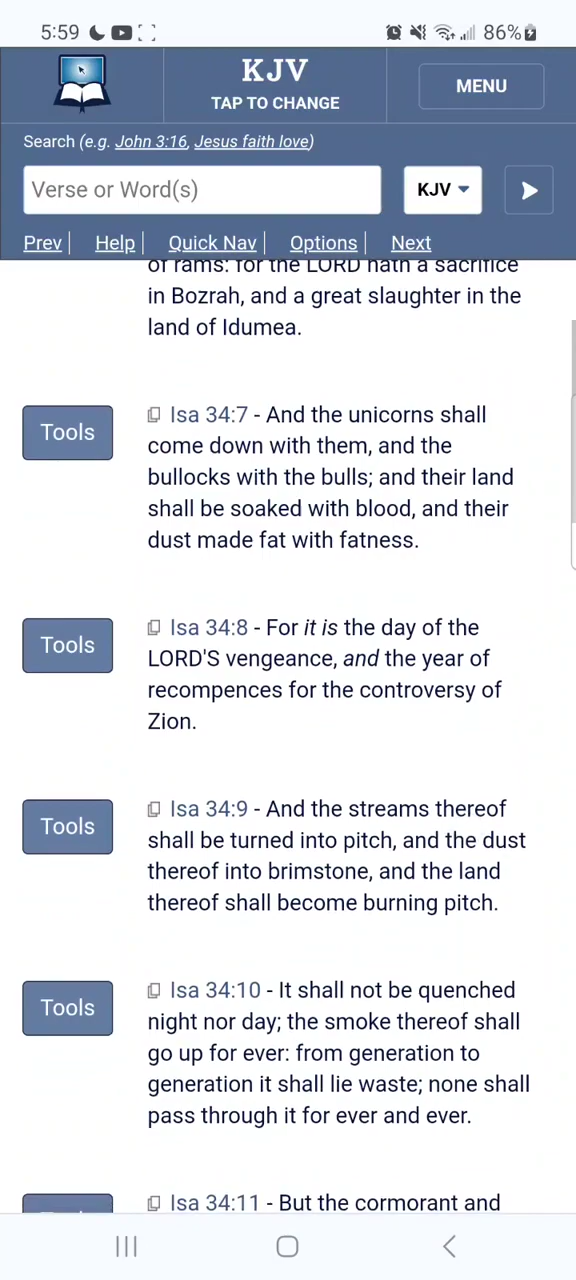 5:59
86%
KJV
TAP TO CHANGE
MENU
Search (e.g. John 3:16, Jesus faith love)
Verse or Word(s)
KJV
Prev
Help
Quick Nav
Options
Next
of rams: for the LORD hath a sacrifice
in Bozrah, and a great slaughter in the
land of Idumea.
Tools
Isa 34:7 - And the unicorns shall
come down with them, and the
bullocks with the bulls; and their land
shall be soaked with blood, and their
dust made fat with fatness.
Tools
Isa 34:8 - For it is the day of the
LORD'S vengeance, and the year of
recompences for the controversy of
Zion.
Tools
Isa 34:9 - And the streams thereof
shall be turned into pitch, and the dust
thereof into brimstone, and the land
thereof shall become burning pitch.
Tools
Isa 34:10 - It shall not be quenched
night nor day; the smoke thereof shall
go up for ever: from generation to
generation it shall lie waste; none shall
pass through it for ever and ever.
Isa 34:11 - But the cormorant and